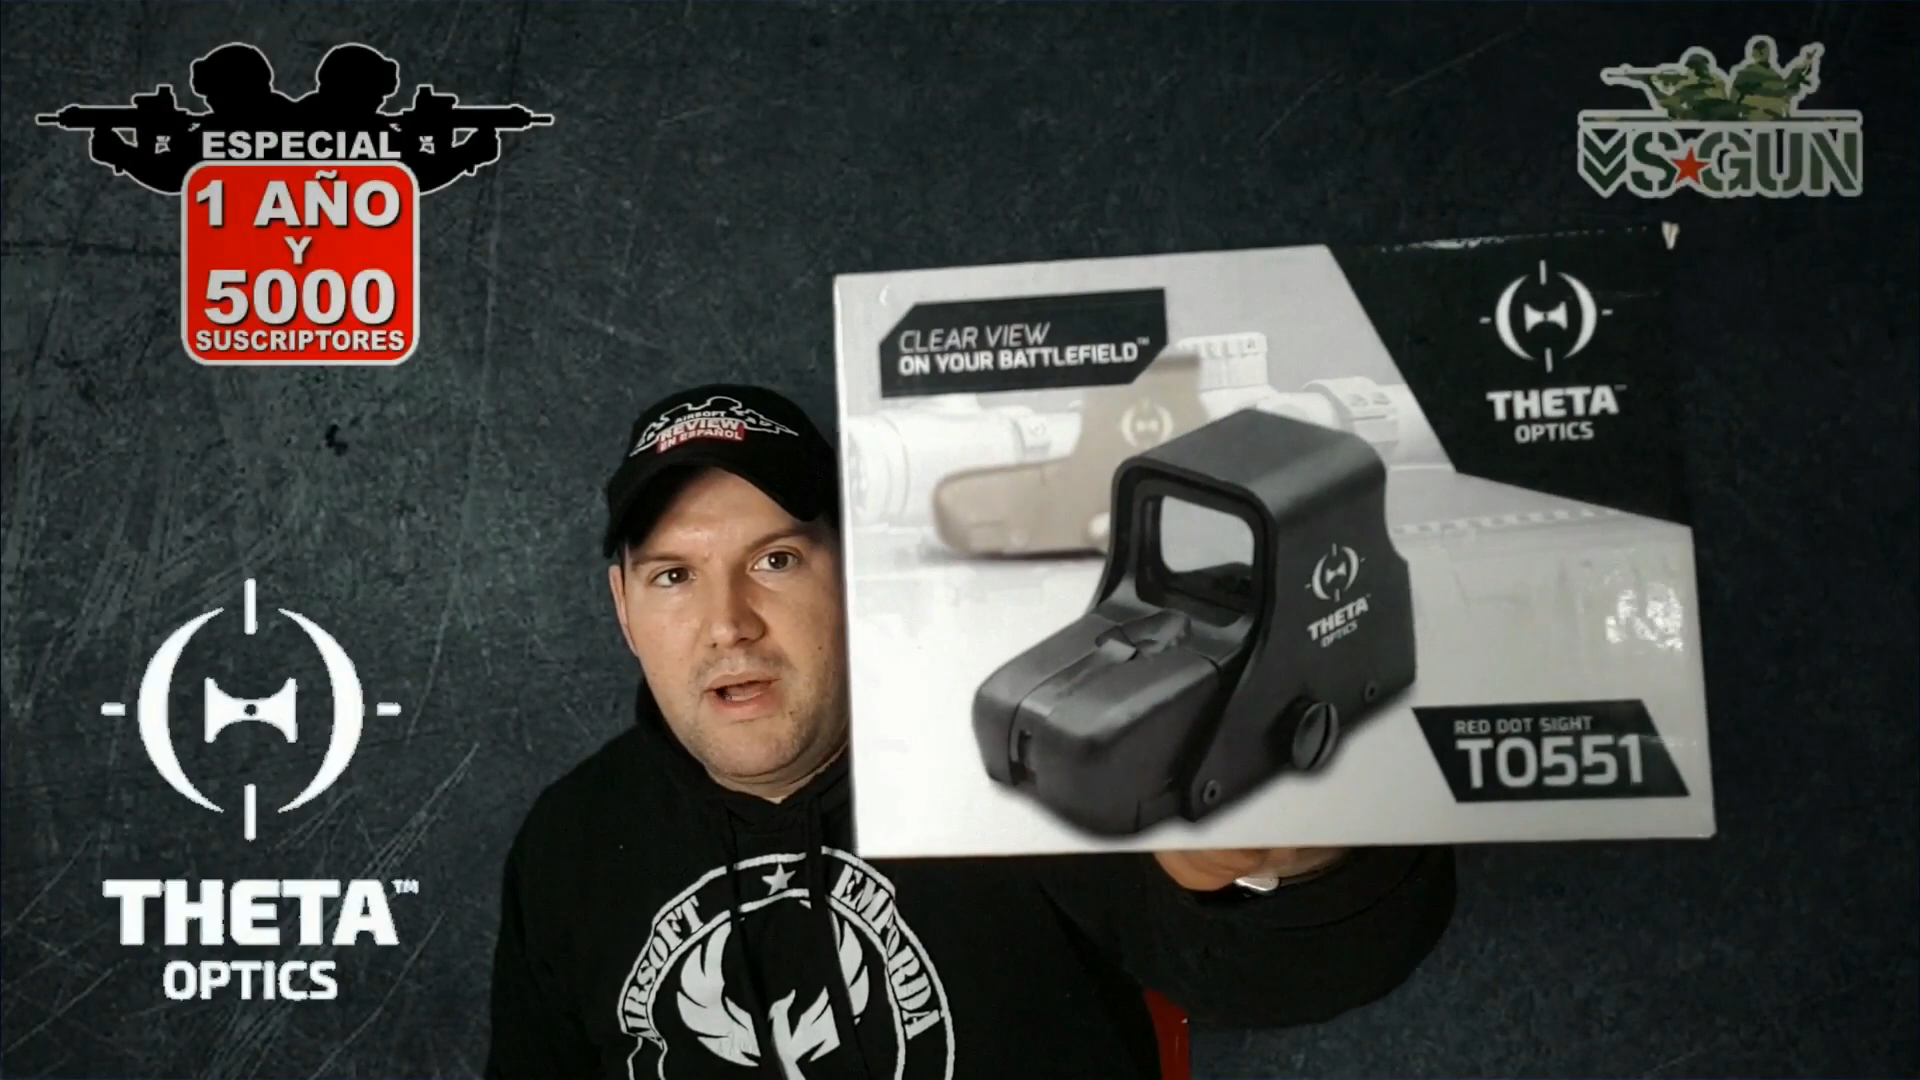 ESPECIAL
1 AÑO
Y
5000
SUSCRIPTORES
VS★GUN
CLEAR VIEW
ON YOUR BATTLEFIELD™
THETA™
OPTICS
AIRSOFT
REVIEW
EN ESPAÑOL
THETA
OPTICS
RED DOT SIGHT
TO551
THETA™
OPTICS
AIRSOFT EMPORDA